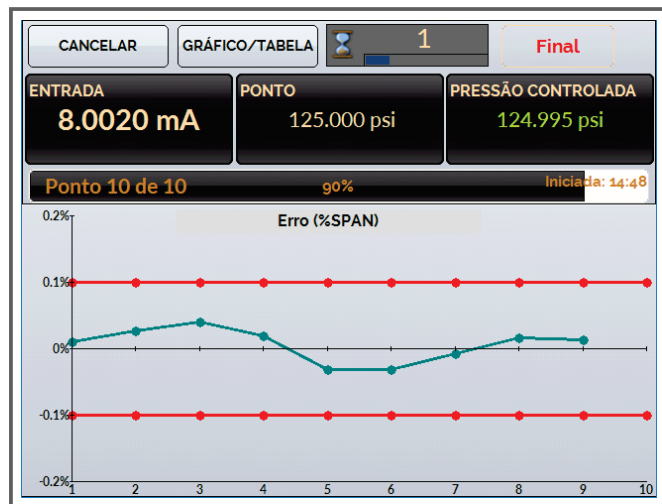 CANCELAR
GRÁFICO/TABELA
1
Final
ENTRADA
8.0020 mA
PONTO
125.000 psi
PRESSÃO CONTROLADA
124.995 psi
Ponto 10 de 10
90%
Iniciada: 14:48
Erro (%SPAN)
0.2%
0.1%
0%
-0.1%
-0.2%
1 2 3 4 5 6 7 8 9 10